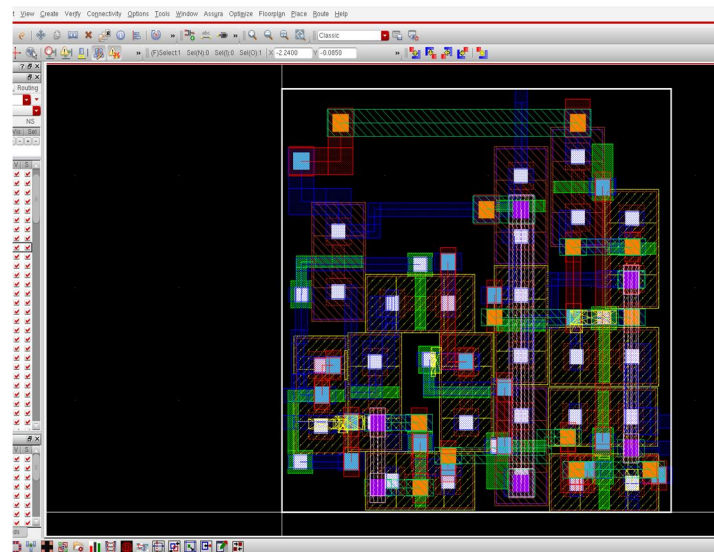 t View Create Verify Connectivity Options Tools Window Assura Optimize Floorplan Place Route Help
Classic
(F)Select:1 Sel(N):0 Sel(I):0 Sel(O):1 X -2.2400 Y -0.0050
Routing
NS
Vis Sel
V S
V S